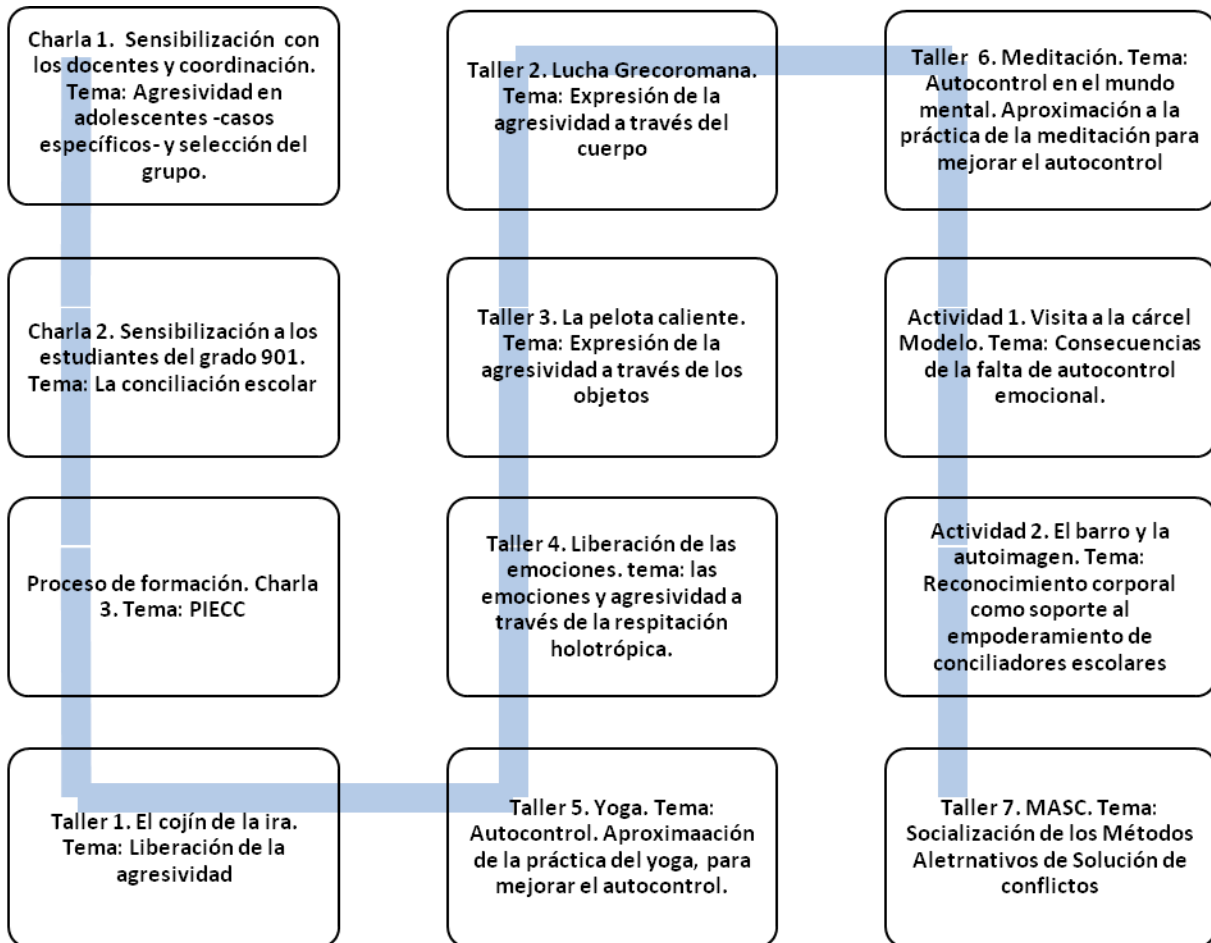 Charla 1. Sensibilización con
los docentes y coordinación.
Tema: Agresividad en
adolescentes -casos
específicos- y selección del
grupo.
Charla 2. Sensibilización a los
estudiantes del grado 901.
Tema: La conciliación escolar
Proceso de formación. Charla
3. Tema: PIECC
Taller 1. El cojín de la ira.
Tema: Liberación de la
agresividad
Taller 2. Lucha Grecoromana.
Tema: Expresión de la
agresividad a través del
cuerpo
Taller 3. La pelota caliente.
Tema: Expresión de la
agresividad a través de los
objetos
Taller 4. Liberación de las
emociones. tema: las
emociones y agresividad a
través de la respitación
holotrópica.
Taller 5. Yoga. Tema:
Autocontrol. Aproximaación
de la práctica del yoga, para
mejorar el autocontrol.
Taller 6. Meditación. Tema:
Autocontrol en el mundo
mental. Aproximación a la
práctica de la meditación para
mejorar el autocontrol
Actividad 1. Visita a la cárcel
Modelo. Tema: Consecuencias
de la falta de autocontrol
emocional.
Actividad 2. El barro y la
autoimagen. Tema:
Reconocimiento corporal
como soporte al
empoderamiento de
conciliadores escolares
Taller 7. MASC. Tema:
Socialización de los Métodos
Aletrnativos de Solución de
conflictos